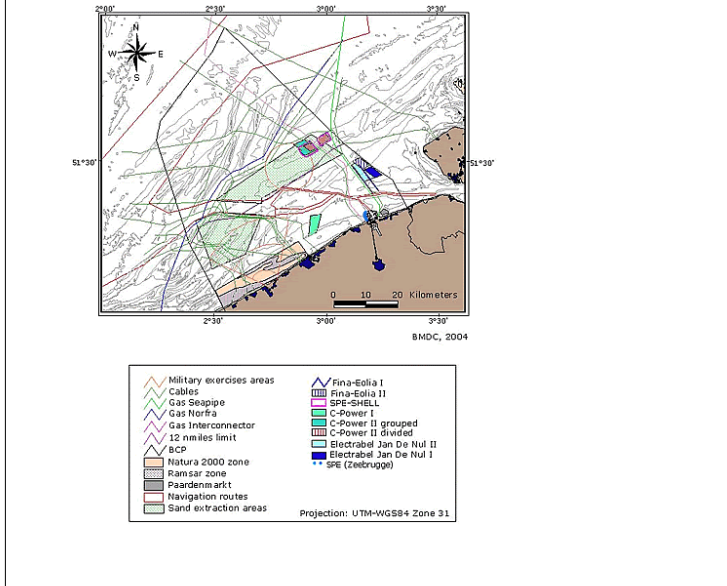 2°00' 2°30' 3°00' 3°30'
N
W E
S
51°30' 51°30'
0 10 20 Kilometers
2°30' 3°00' 3°30'
BMDC, 2004
Military exercises areas
Cables
Gas Seapipe
Gas Norfra
Gas Interconnector
12 nmiles limit
BCP
Natura 2000 zone
Ramsar zone
Paardenmarkt
Navigation routes
Sand extraction areas
Fina-Eolia I
Fina-Eolia II
SPE-SHELL
C-Power I
C-Power II grouped
C-Power II divided
Electrabel Jan De Nul II
Electrabel Jan De Nul I
SPE (Zeebrugge)
Projection: UTM-WGS84 Zone 31